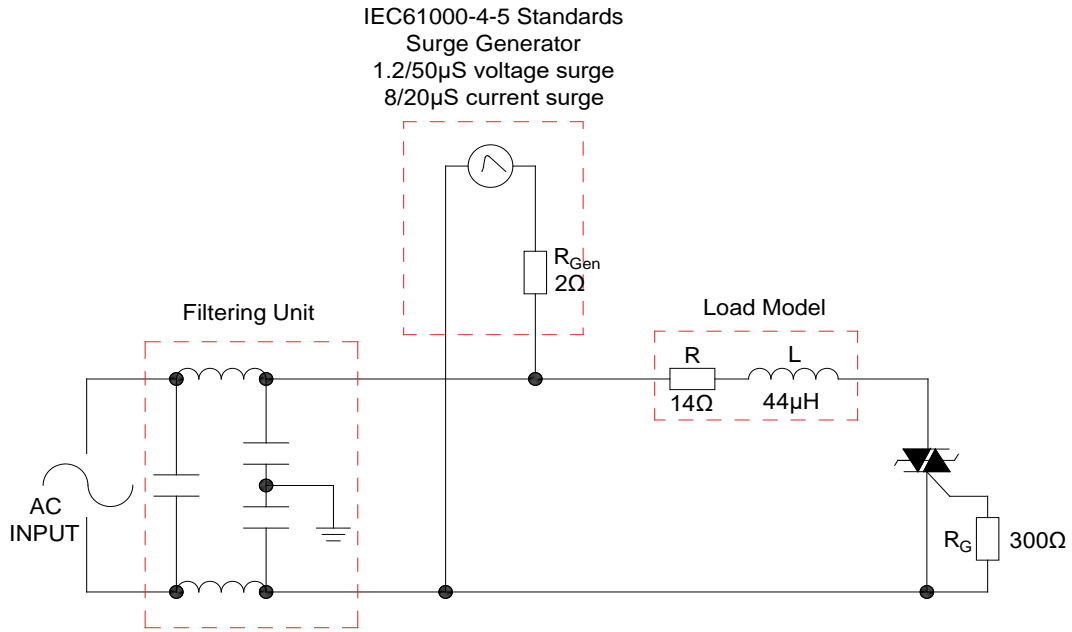 IEC61000-4-5 Standards
Surge Generator
1.2/50µS voltage surge
8/20µS current surge
RGen
2Ω
Filtering Unit
Load Model
R
L
14Ω
44µH
AC
INPUT
RG
300Ω